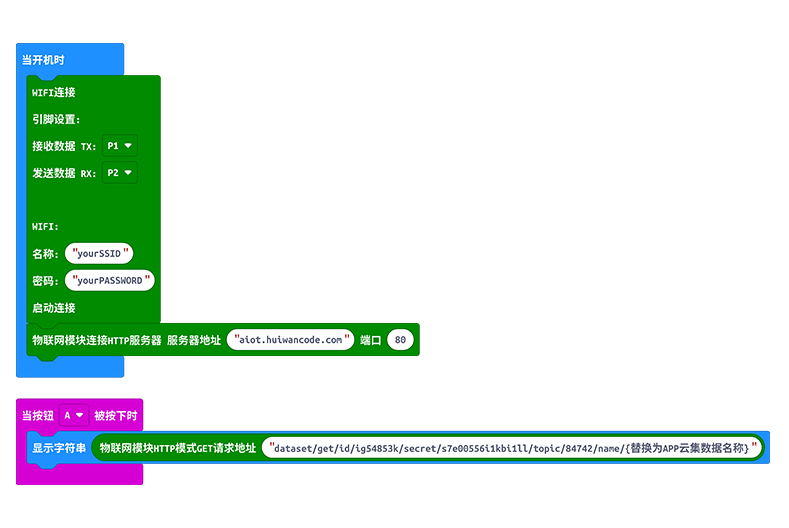 当开机时
WIFI连接
引脚设置:
接收数据 TX: P1
发送数据 RX: P2
WIFI:
名称: "yourSSID"
密码: "yourPASSWORD"
启动连接
物联网模块连接HTTP服务器 服务器地址 "aiot.huiwancode.com" 端口 80
当按钮 A 被按下时
显示字符串 物联网模块HTTP模式GET请求地址 "dataset/get/id/ig54853k/secret/s7e00556i1kbi1ll/topic/84742/name/{替换为APP云集数据名称}"